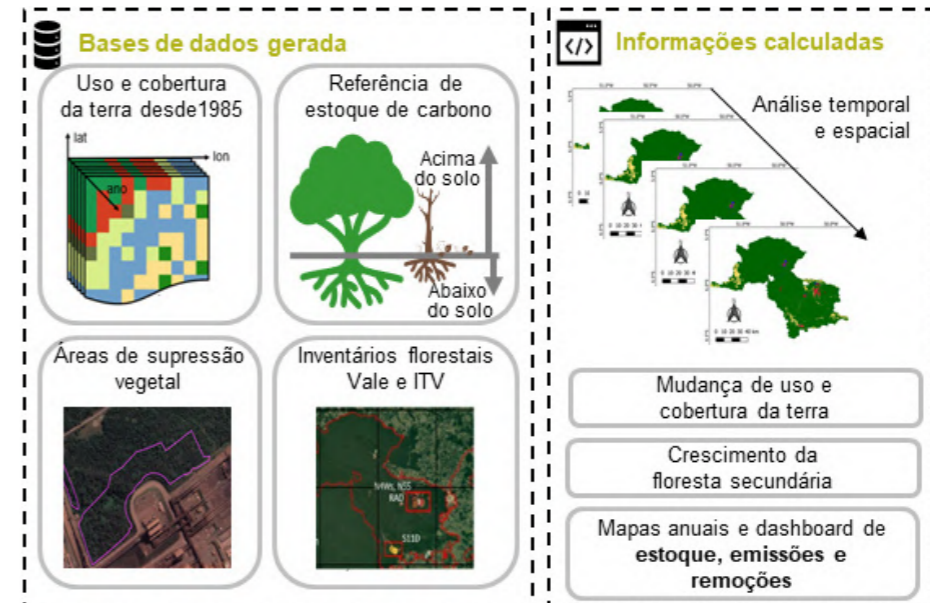 Bases de dados gerada
Uso e cobertura
da terra desde1985
lat
lon
ano
Referência de
estoque de carbono
Acima
do solo
Abaixo
do solo
Áreas de supressão
vegetal
Inventários florestais
Vale e ITV
RAD
S11D
</>
Informações calculadas
Análise temporal
e espacial
Mudança de uso e
cobertura da terra
Crescimento da
floresta secundária
Mapas anuais e dashboard de
estoque, emissões e
remoções